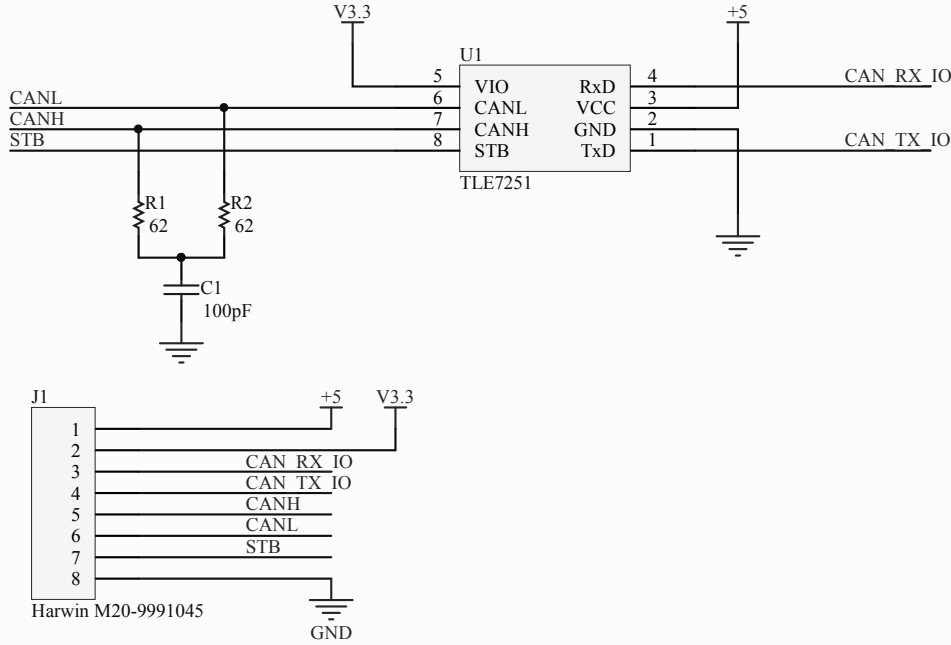 V3.3
+5
U1
5 VIO RxD 4 CAN_RX_IO
CANL 6 CANL VCC 3
CANH 7 CANH GND 2
STB 8 STB TxD 1 CAN_TX_IO
TLE7251
R1 R2
62 62
C1
100pF
J1 +5 V3.3
1
2
3 CAN_RX_IO
4 CAN_TX_IO
5 CANH
6 CANL
7 STB
8
Harwin M20-9991045
GND